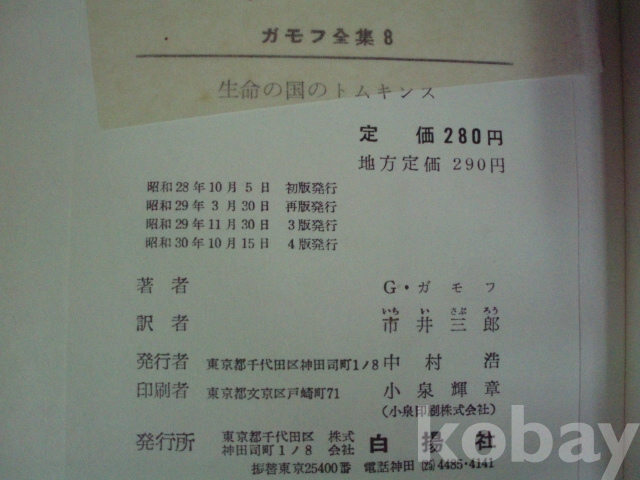 ガモフ全集8
生命の国のトムキンス
定 価 280円
地方定価 290円
昭和28年10月5日 初版発行
昭和29年3月30日 再版発行
昭和29年11月30日 3版発行
昭和30年10月15日 4版発行
著者 G・ガモフ
いち い さぶ ろう
訳者 市井三郎
発行者 東京都千代田区神田司町1/8 中村 浩
印刷者 東京都文京区戸崎町71 小泉輝章
(小泉印刷株式会社)
発行所 東京都千代田区神田司町1/8 株式会社 白揚社
振替東京25400番 電話神田(25)4485・4141
kobay